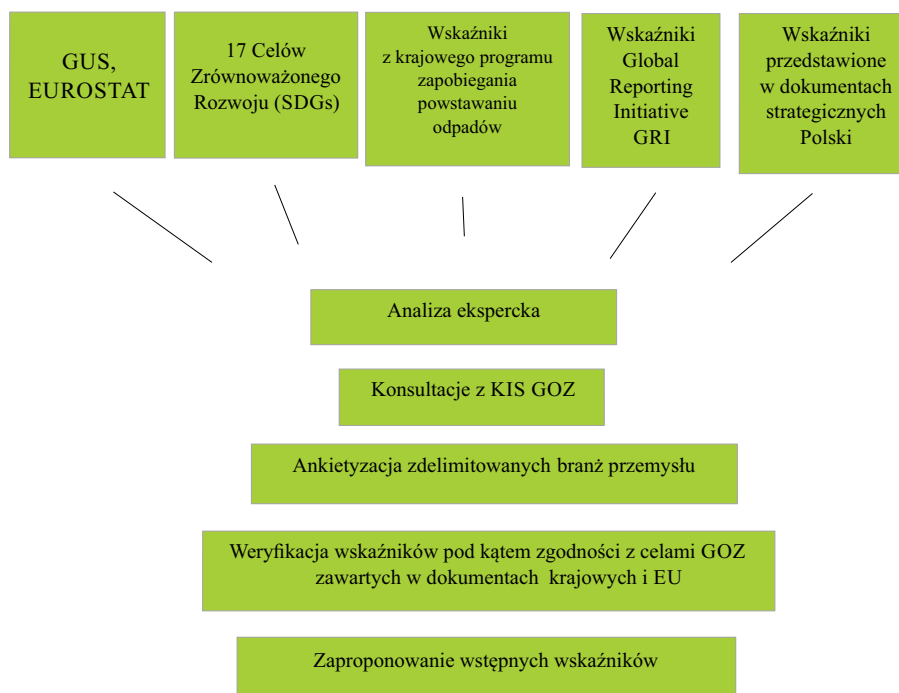 GUS,
EUROSTAT
17 Celów
Zrównoważonego
Rozwoju (SDGs)
Wskaźniki
z krajowego programu
zapobiegania
powstawaniu
odpadów
Wskaźniki
Global
Reporting
Initiative
GRI
Wskaźniki
przedstawione
w dokumentach
strategicznych
Polski
Analiza ekspercka
Konsultacje z KIS GOZ
Ankietyzacja zdelimitowanych branż przemysłu
Weryfikacja wskaźników pod kątem zgodności z celami GOZ
zawartych w dokumentach krajowych i EU
Zaproponowanie wstępnych wskaźników